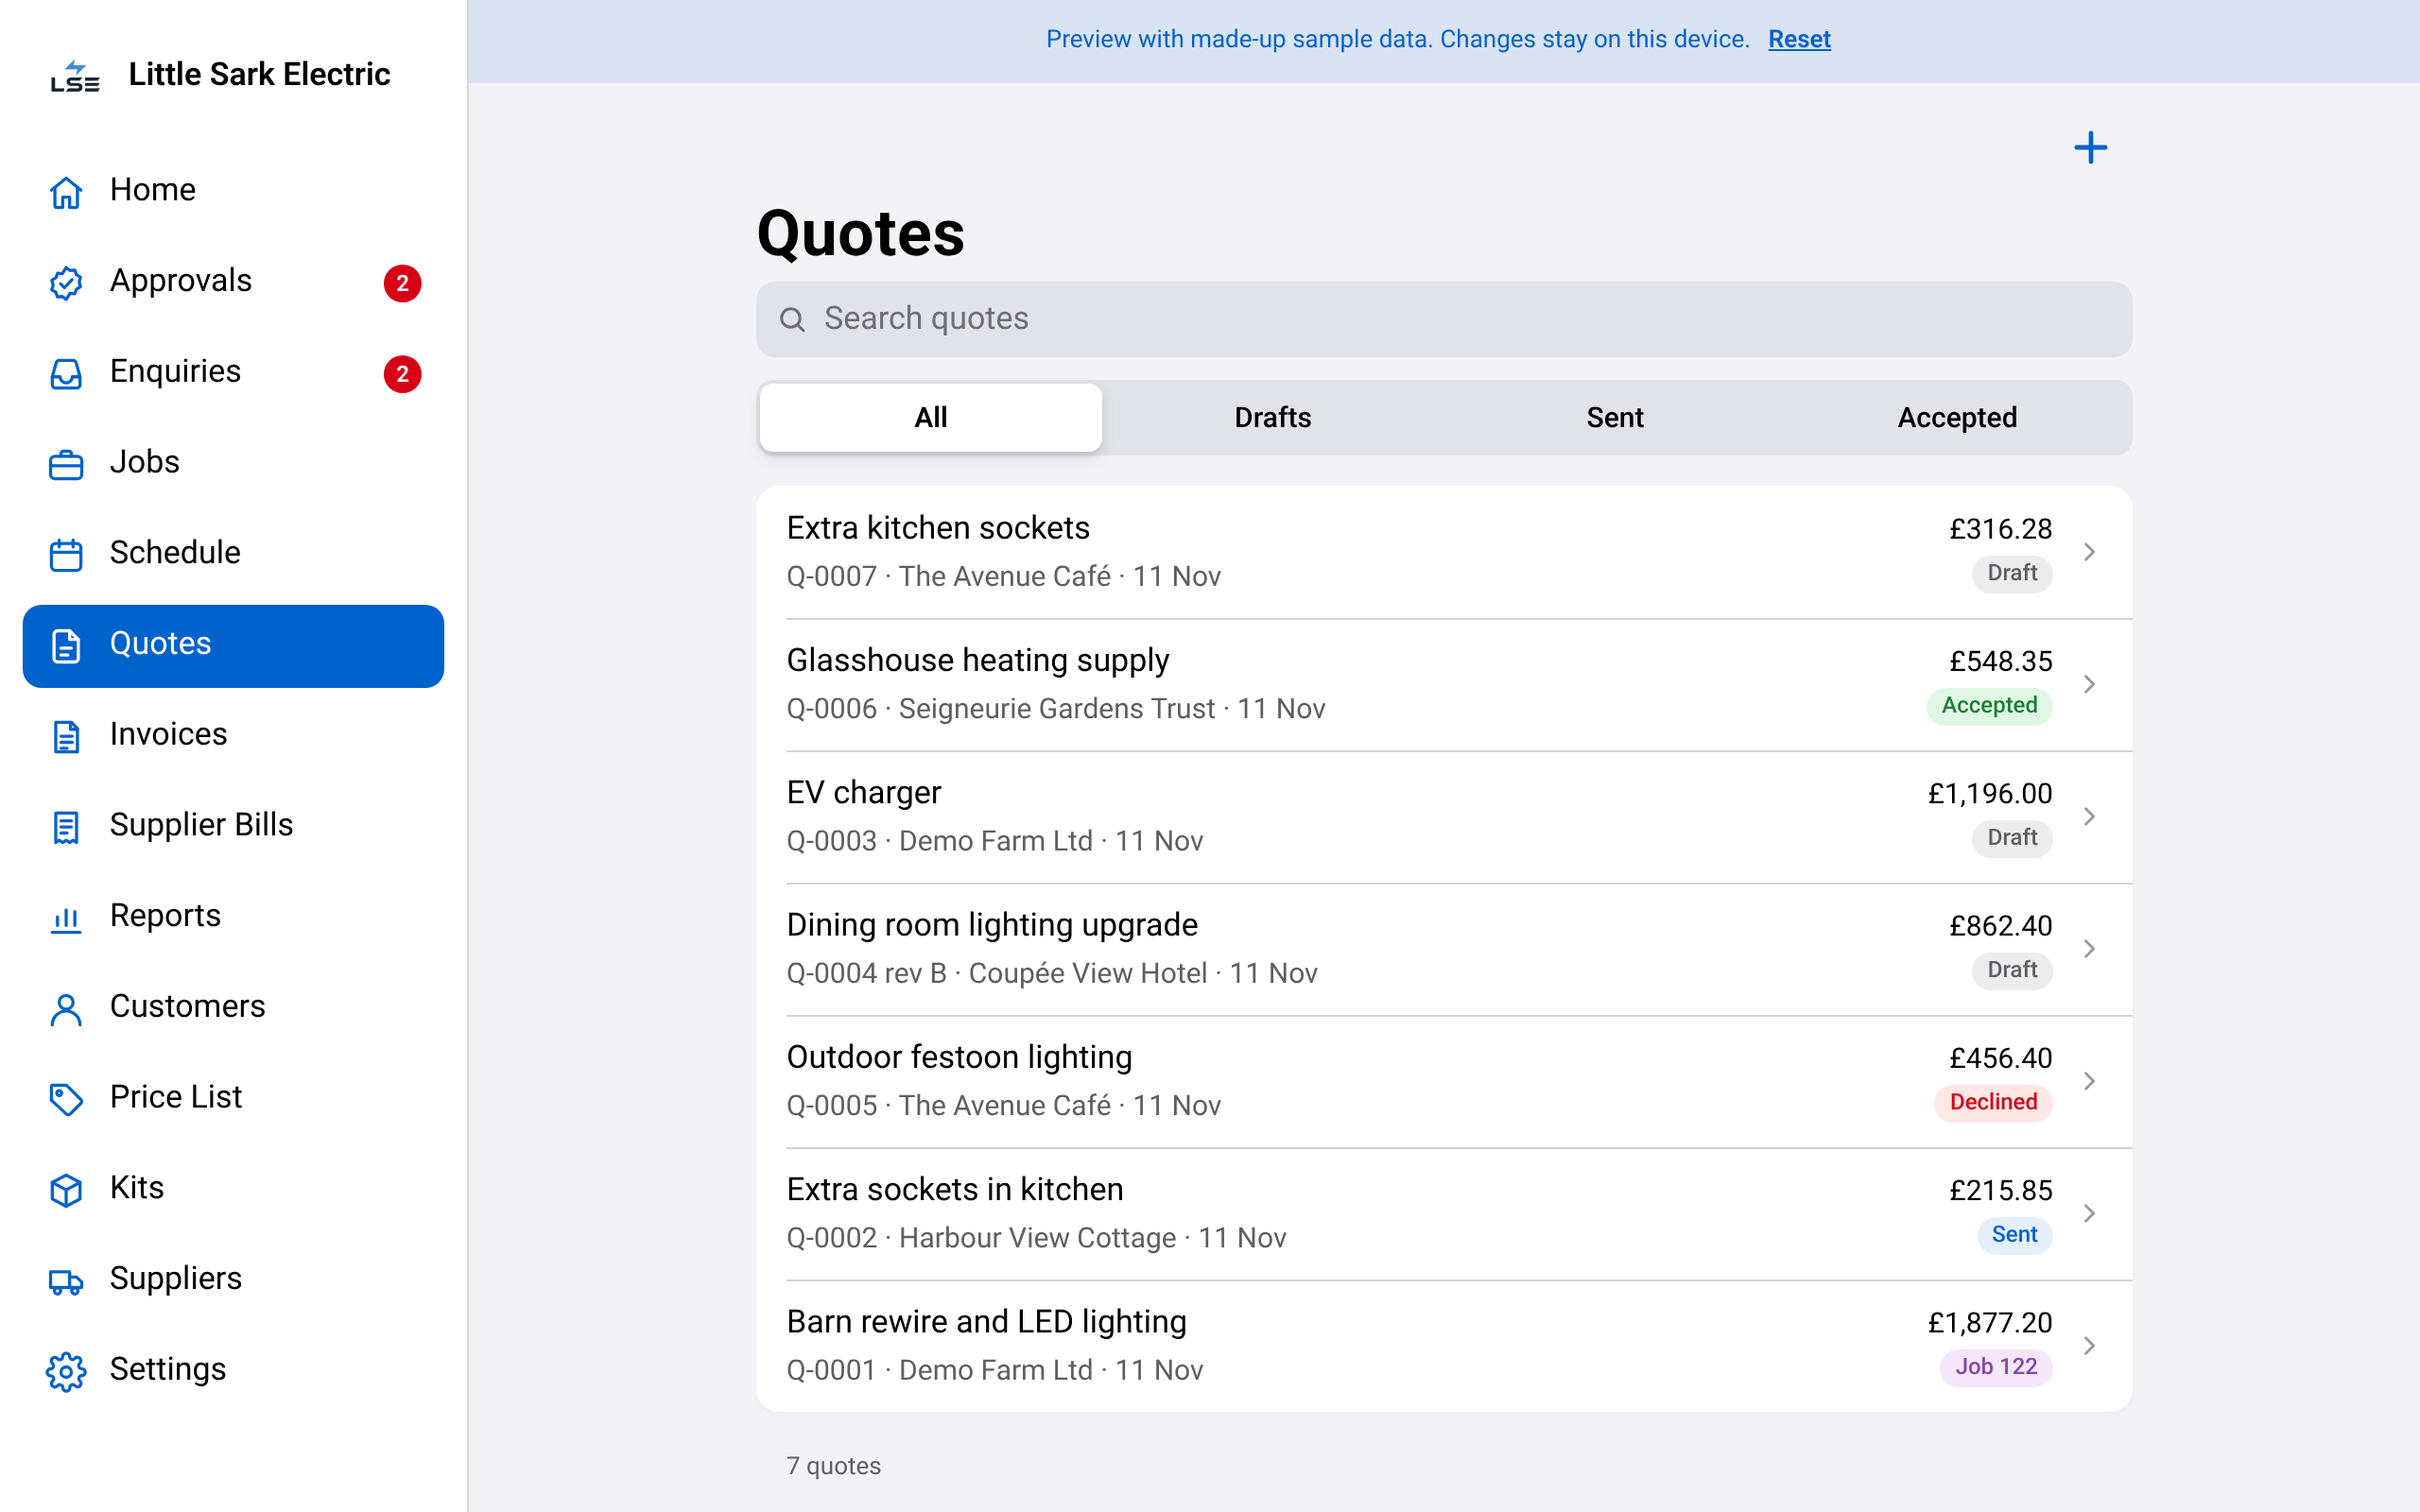 LSE
Little Sark Electric
Home
Approvals 2
Enquiries 2
Jobs
Schedule
Quotes
Invoices
Supplier Bills
Reports
Customers
Price List
Kits
Suppliers
Settings
Preview with made-up sample data. Changes stay on this device. Reset
Quotes
Search quotes
All Drafts Sent Accepted
Extra kitchen sockets £316.28
Q-0007 · The Avenue Café · 11 Nov Draft
Glasshouse heating supply £548.35
Q-0006 · Seigneurie Gardens Trust · 11 Nov Accepted
EV charger £1,196.00
Q-0003 · Demo Farm Ltd · 11 Nov Draft
Dining room lighting upgrade £862.40
Q-0004 rev B · Coupée View Hotel · 11 Nov Draft
Outdoor festoon lighting £456.40
Q-0005 · The Avenue Café · 11 Nov Declined
Extra sockets in kitchen £215.85
Q-0002 · Harbour View Cottage · 11 Nov Sent
Barn rewire and LED lighting £1,877.20
Q-0001 · Demo Farm Ltd · 11 Nov Job 122
7 quotes